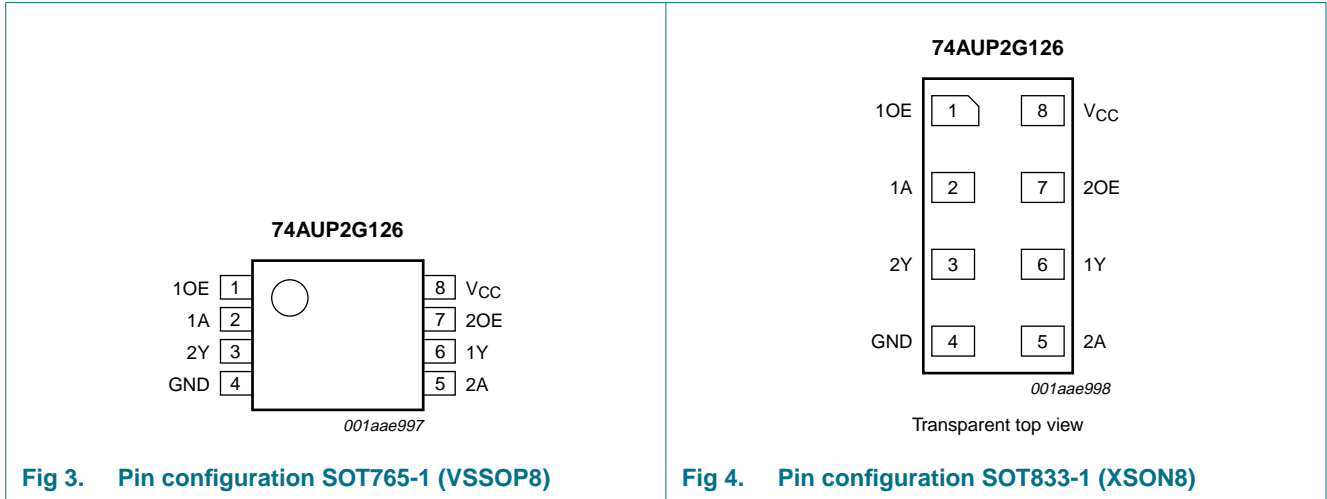 74AUP2G126
1OE 1 8 VCC
1A 2 7 2OE
2Y 3 6 1Y
GND 4 5 2A
001aae997
Fig 3. Pin configuration SOT765-1 (VSSOP8)
74AUP2G126
1OE 1 8 VCC
1A 2 7 2OE
2Y 3 6 1Y
GND 4 5 2A
001aae998
Transparent top view
Fig 4. Pin configuration SOT833-1 (XSON8)